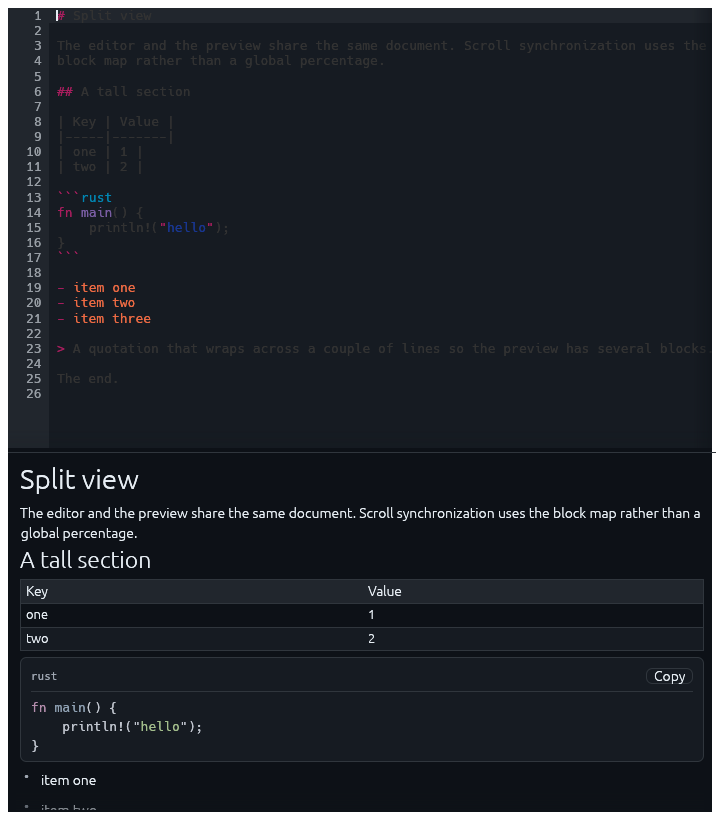 1 # Split view
2
3 The editor and the preview share the same document. Scroll synchronization uses the
4 block map rather than a global percentage.
5
6 ## A tall section
7
8 | Key | Value |
9 |-----|-------|
10 | one | 1 |
11 | two | 2 |
12
13 ```rust
14 fn main() {
15     println!("hello");
16 }
17 ```
18
19 - item one
20 - item two
21 - item three
22
23 > A quotation that wraps across a couple of lines so the preview has several blocks.
24
25 The end.
26
Split view
The editor and the preview share the same document. Scroll synchronization uses the block map rather than a
global percentage.
A tall section
Key Value
one 1
two 2
rust Copy
fn main() {
    println!("hello");
}
• item one
• item two